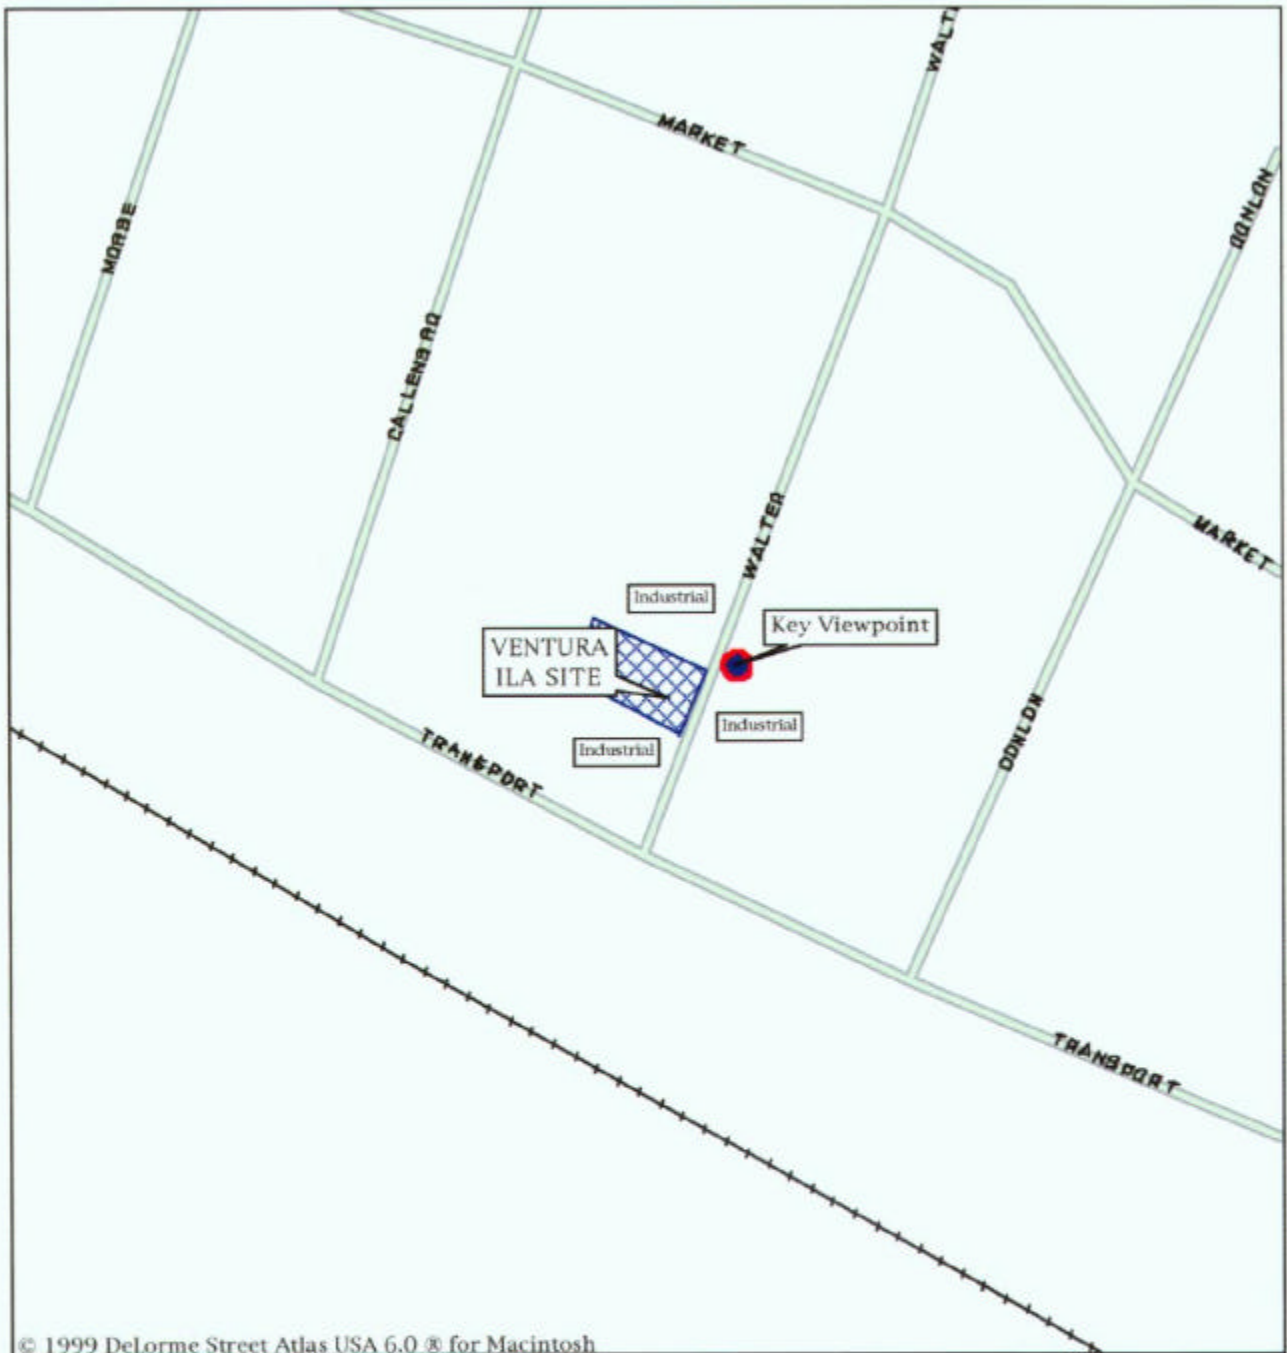 WALT
MARKET
DONLON
MORSE
CALLENS RD
WALTER
MARKET
Industrial
Key Viewpoint
VENTURA
ILA SITE
DONLON
Industrial
Industrial
TRANSPORT
TRANSPORT
© 1999 DeLorme Street Atlas USA 6.0 ® for Macintosh